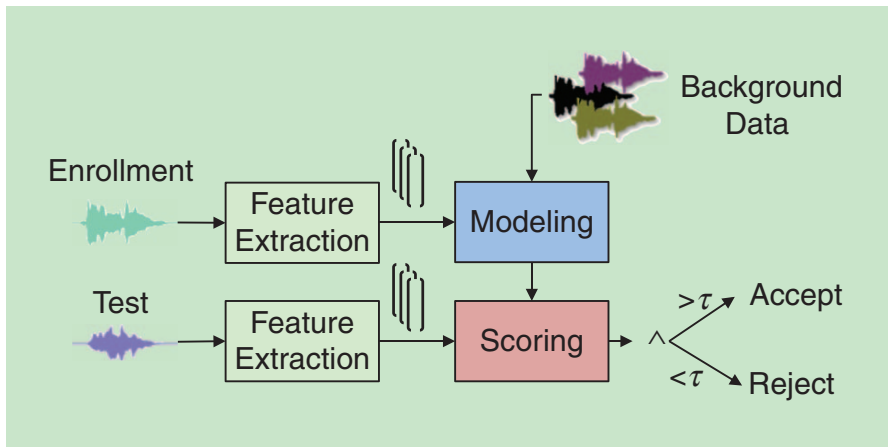 Background
Data
Enrollment
Feature
Extraction
Modeling
Test
Feature
Extraction
Scoring
^
>τ
Accept
<τ
Reject